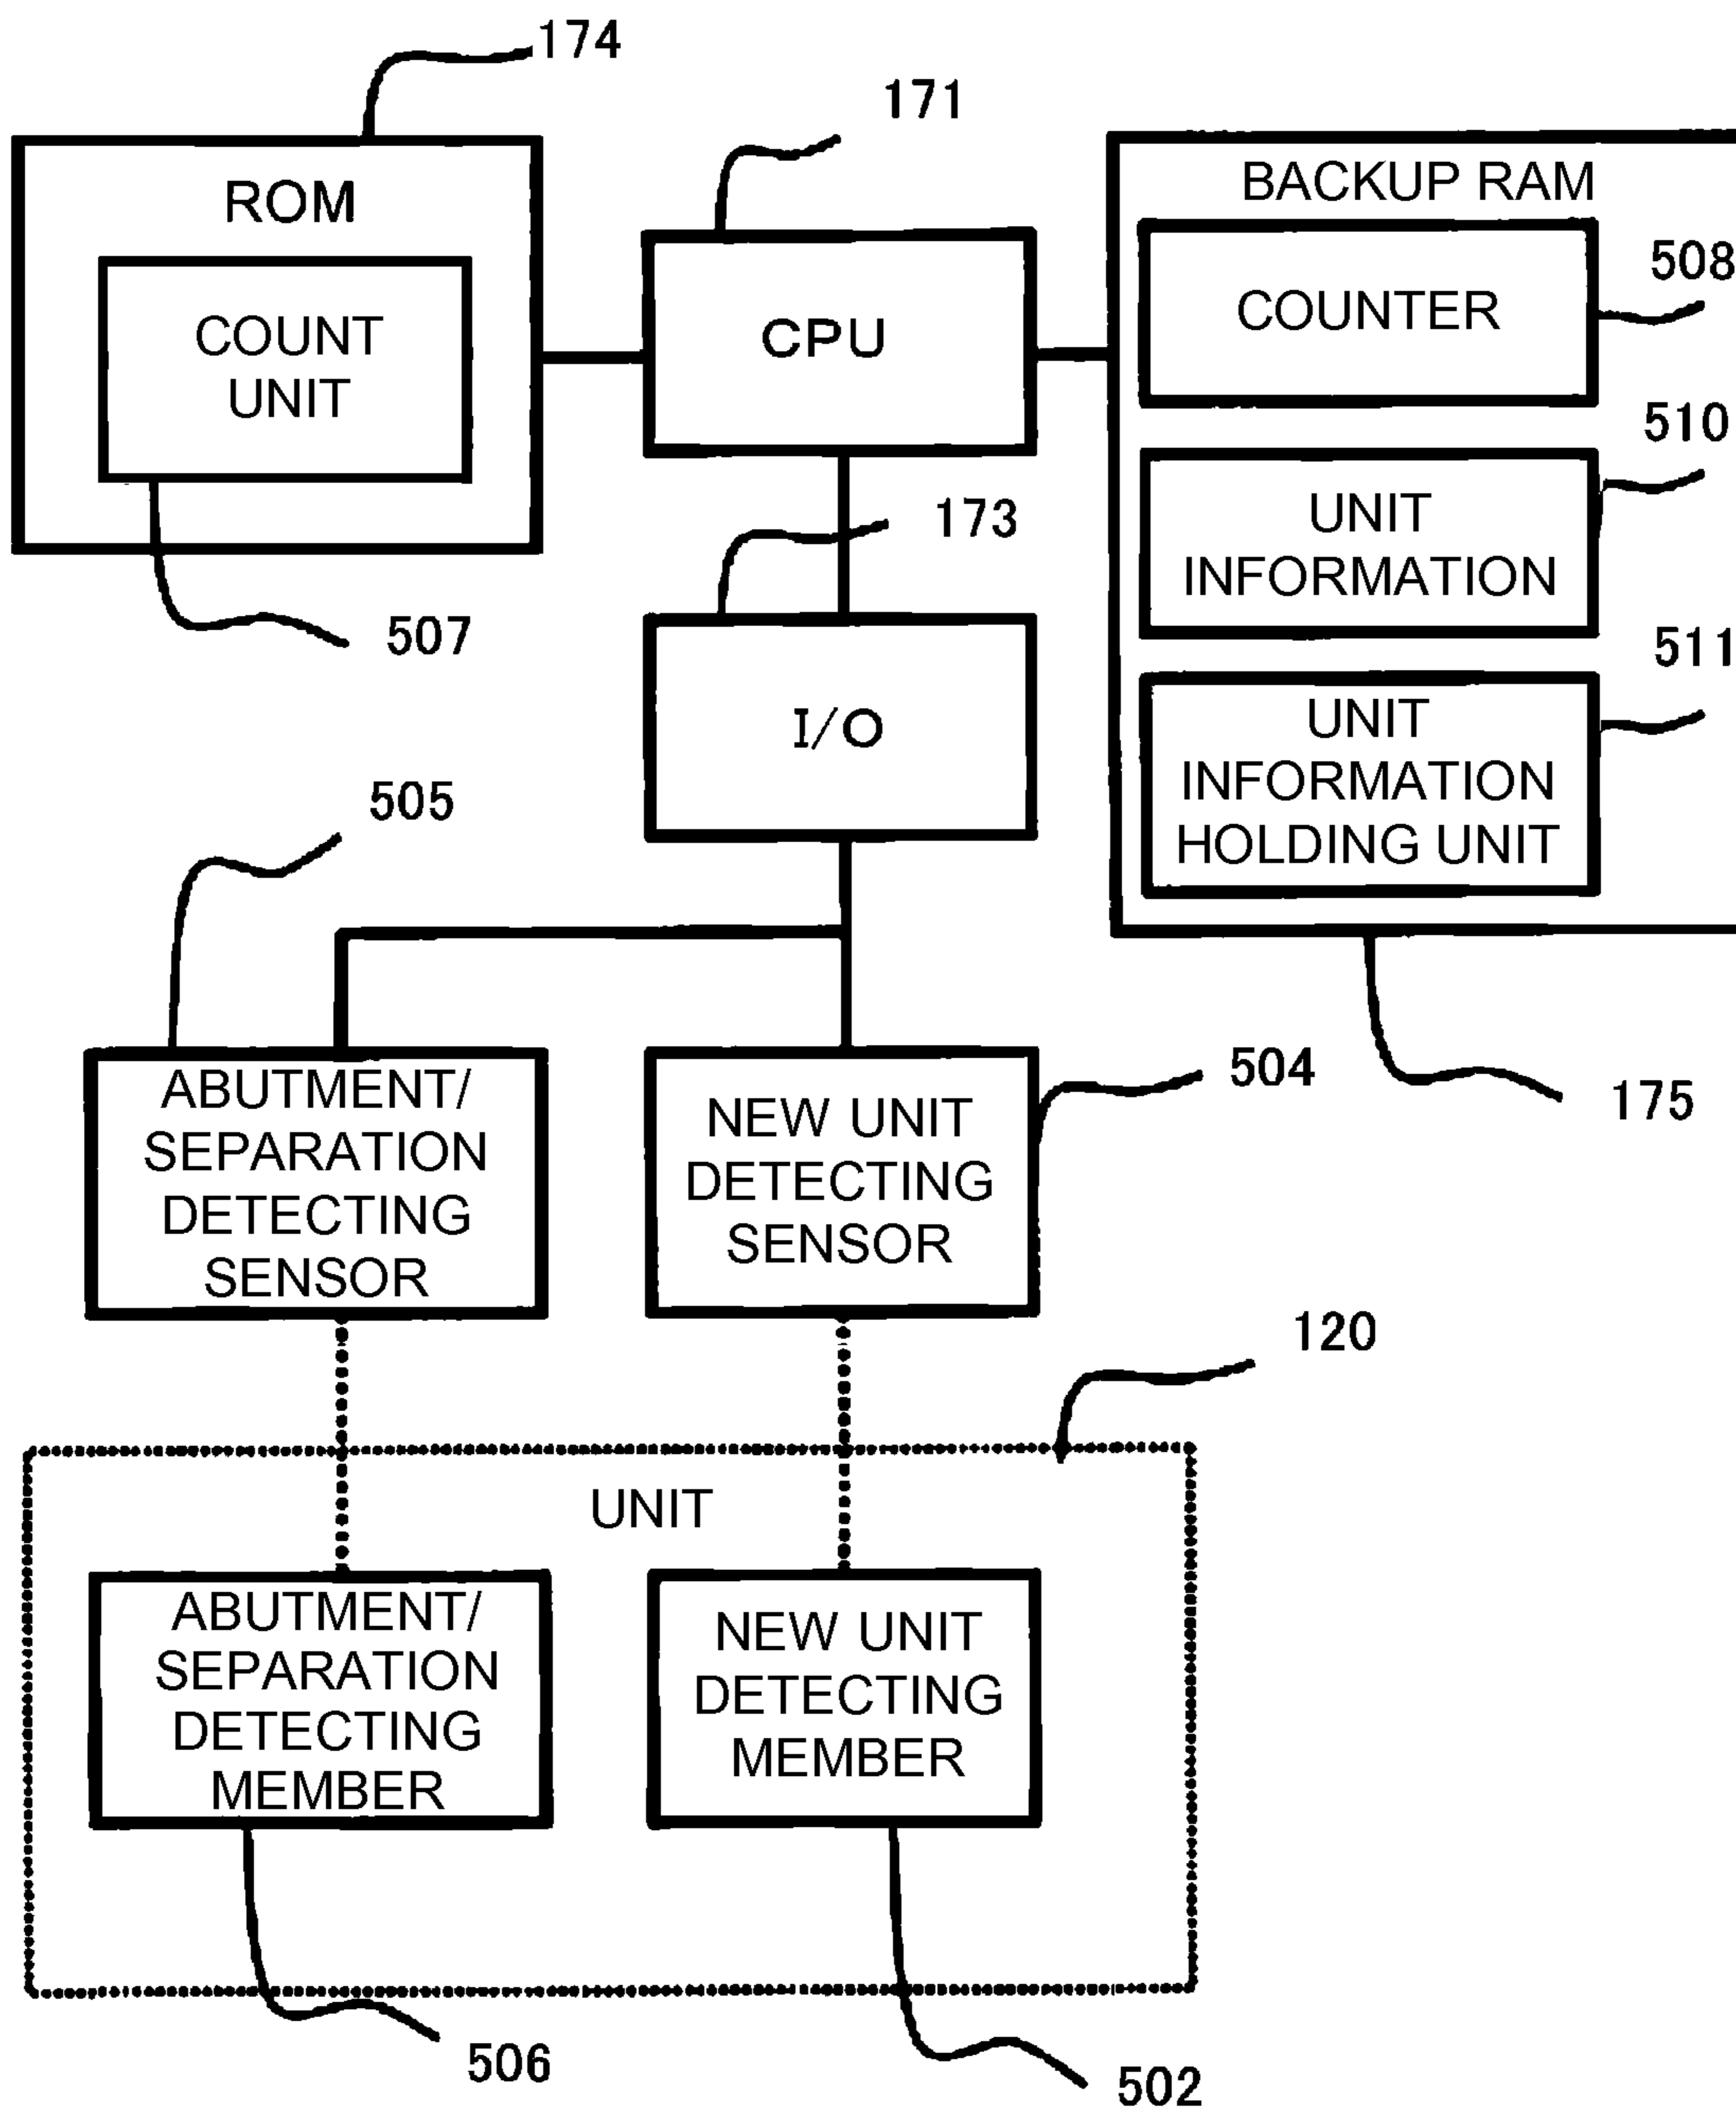 174
171
ROM
BACKUP RAM
508
COUNT
UNIT
CPU
COUNTER
510
173
UNIT
INFORMATION
507
511
I/O
UNIT
INFORMATION
HOLDING UNIT
505
ABUTMENT/
SEPARATION
DETECTING
SENSOR
NEW UNIT
DETECTING
SENSOR
504
175
120
UNIT
ABUTMENT/
SEPARATION
DETECTING
MEMBER
NEW UNIT
DETECTING
MEMBER
506
502